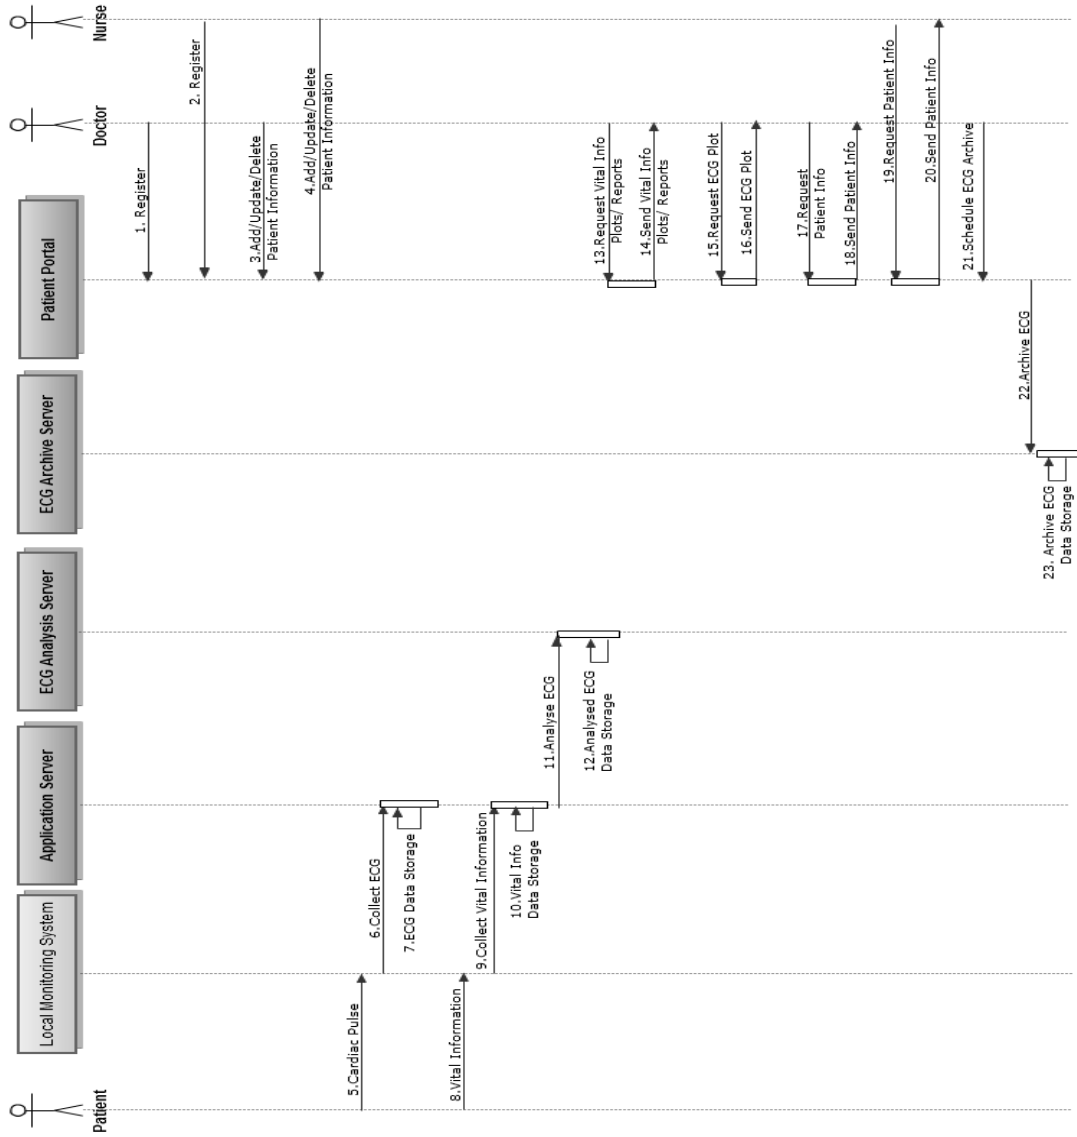 Patient
Local Monitoring System
Application Server
ECG Analysis Server
ECG Archive Server
Patient Portal
Doctor
Nurse
1. Register
2. Register
3.Add/Update/Delete
Patient Information
4.Add/Update/Delete
Patient Information
5.Cardiac Pulse
6.Collect ECG
7.ECG Data Storage
8.Vital Information
9.Collect Vital Information
10.Vital Info
Data Storage
11.Analyse ECG
12.Analysed ECG
Data Storage
13.Request Vital Info
Plots/ Reports
14.Send Vital Info
Plots/ Reports
15.Request ECG Plot
16.Send ECG Plot
17.Request
Patient Info
18.Send Patient Info
19.Request Patient Info
20.Send Patient Info
21.Schedule ECG Archive
22.Archive ECG
23. Archive ECG
Data Storage